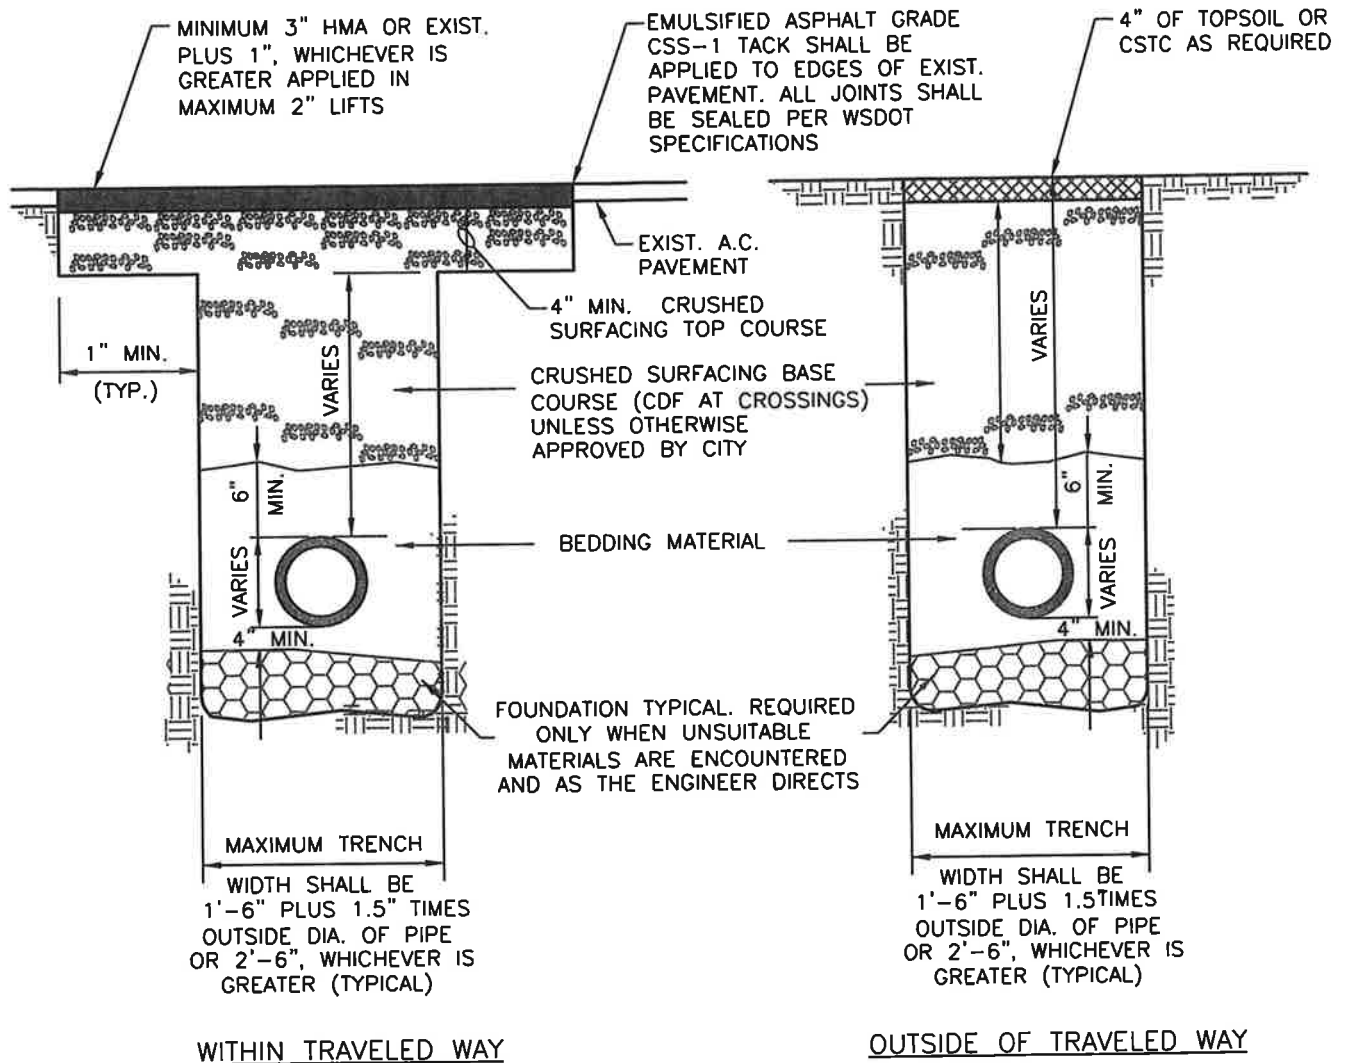 MINIMUM 3" HMA OR EXIST.
PLUS 1", WHICHEVER IS
GREATER APPLIED IN
MAXIMUM 2" LIFTS
EMULSIFIED ASPHALT GRADE
CSS-1 TACK SHALL BE
APPLIED TO EDGES OF EXIST.
PAVEMENT. ALL JOINTS SHALL
BE SEALED PER WSDOT
SPECIFICATIONS
4" OF TOPSOIL OR
CSTC AS REQUIRED
EXIST. A.C.
PAVEMENT
4" MIN. CRUSHED
SURFACING TOP COURSE
1" MIN.
(TYP.)
VARIES
VARIES
CRUSHED SURFACING BASE
COURSE (CDF AT CROSSINGS)
UNLESS OTHERWISE
APPROVED BY CITY
6"
MIN.
6"
MIN.
BEDDING MATERIAL
VARIES
VARIES
4" MIN.
4" MIN.
FOUNDATION TYPICAL. REQUIRED
ONLY WHEN UNSUITABLE
MATERIALS ARE ENCOUNTERED
AND AS THE ENGINEER DIRECTS
MAXIMUM TRENCH
WIDTH SHALL BE
1'-6" PLUS 1.5" TIMES
OUTSIDE DIA. OF PIPE
OR 2'-6", WHICHEVER IS
GREATER (TYPICAL)
MAXIMUM TRENCH
WIDTH SHALL BE
1'-6" PLUS 1.5TIMES
OUTSIDE DIA. OF PIPE
OR 2'-6", WHICHEVER IS
GREATER (TYPICAL)
WITHIN TRAVELED WAY
OUTSIDE OF TRAVELED WAY